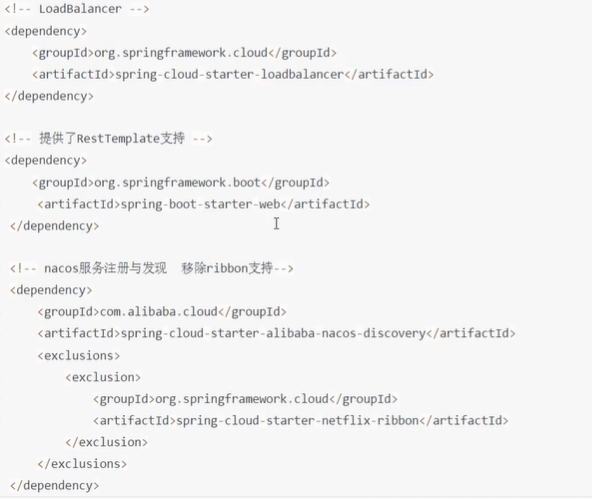 <!-- LoadBalancer -->
<dependency>
    <groupId>org.springframework.cloud</groupId>
    <artifactId>spring-cloud-starter-loadbalancer</artifactId>
</dependency>

<!-- 提供了RestTemplate支持 -->
<dependency>
    <groupId>org.springframework.boot</groupId>
    <artifactId>spring-boot-starter-web</artifactId>
</dependency>

<!-- nacos服务注册与发现  移除ribbon支持-->
<dependency>
    <groupId>com.alibaba.cloud</groupId>
    <artifactId>spring-cloud-starter-alibaba-nacos-discovery</artifactId>
    <exclusions>
        <exclusion>
            <groupId>org.springframework.cloud</groupId>
            <artifactId>spring-cloud-starter-netflix-ribbon</artifactId>
        </exclusion>
    </exclusions>
</dependency>